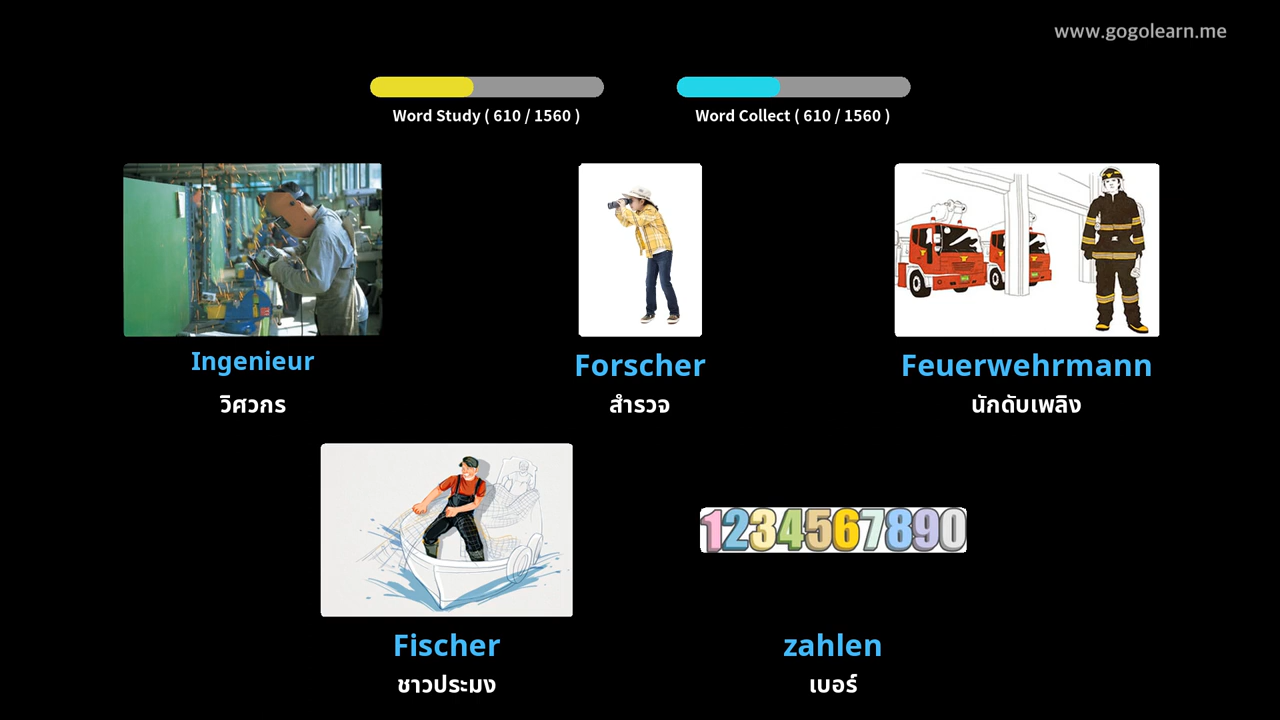 www.gogolearn.me
Word Study ( 610 / 1560 )
Word Collect ( 610 / 1560 )
Ingenieur
วิศวกร
Forscher
สำรวจ
Feuerwehrmann
นักดับเพลิง
Fischer
ชาวประมง
1234567890
zahlen
เบอร์